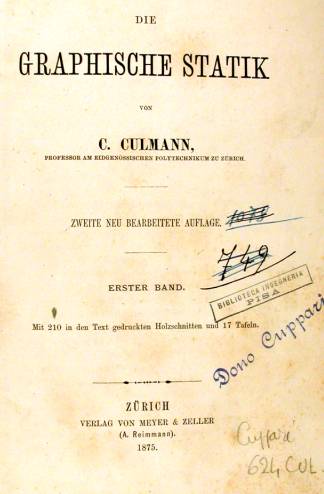 DIE
GRAPHISCHE STATIK
VON
C. CULMANN,
PROFESSOR AM EIDGENÖSSISCHEN POLYTECHNIKUM ZU ZÜRICH.
ZWEITE NEU BEARBEITETE AUFLAGE.
749
ERSTER BAND.
BIBLIOTECA INGEGNERIA
PISA
Mit 210 in den Text gedruckten Holzschnitten und 17 Tafeln.
Dono Cuppari
ZÜRICH
VERLAG VON MEYER & ZELLER
(A. Reimmann).
1875.
Cuppari
624, CUL